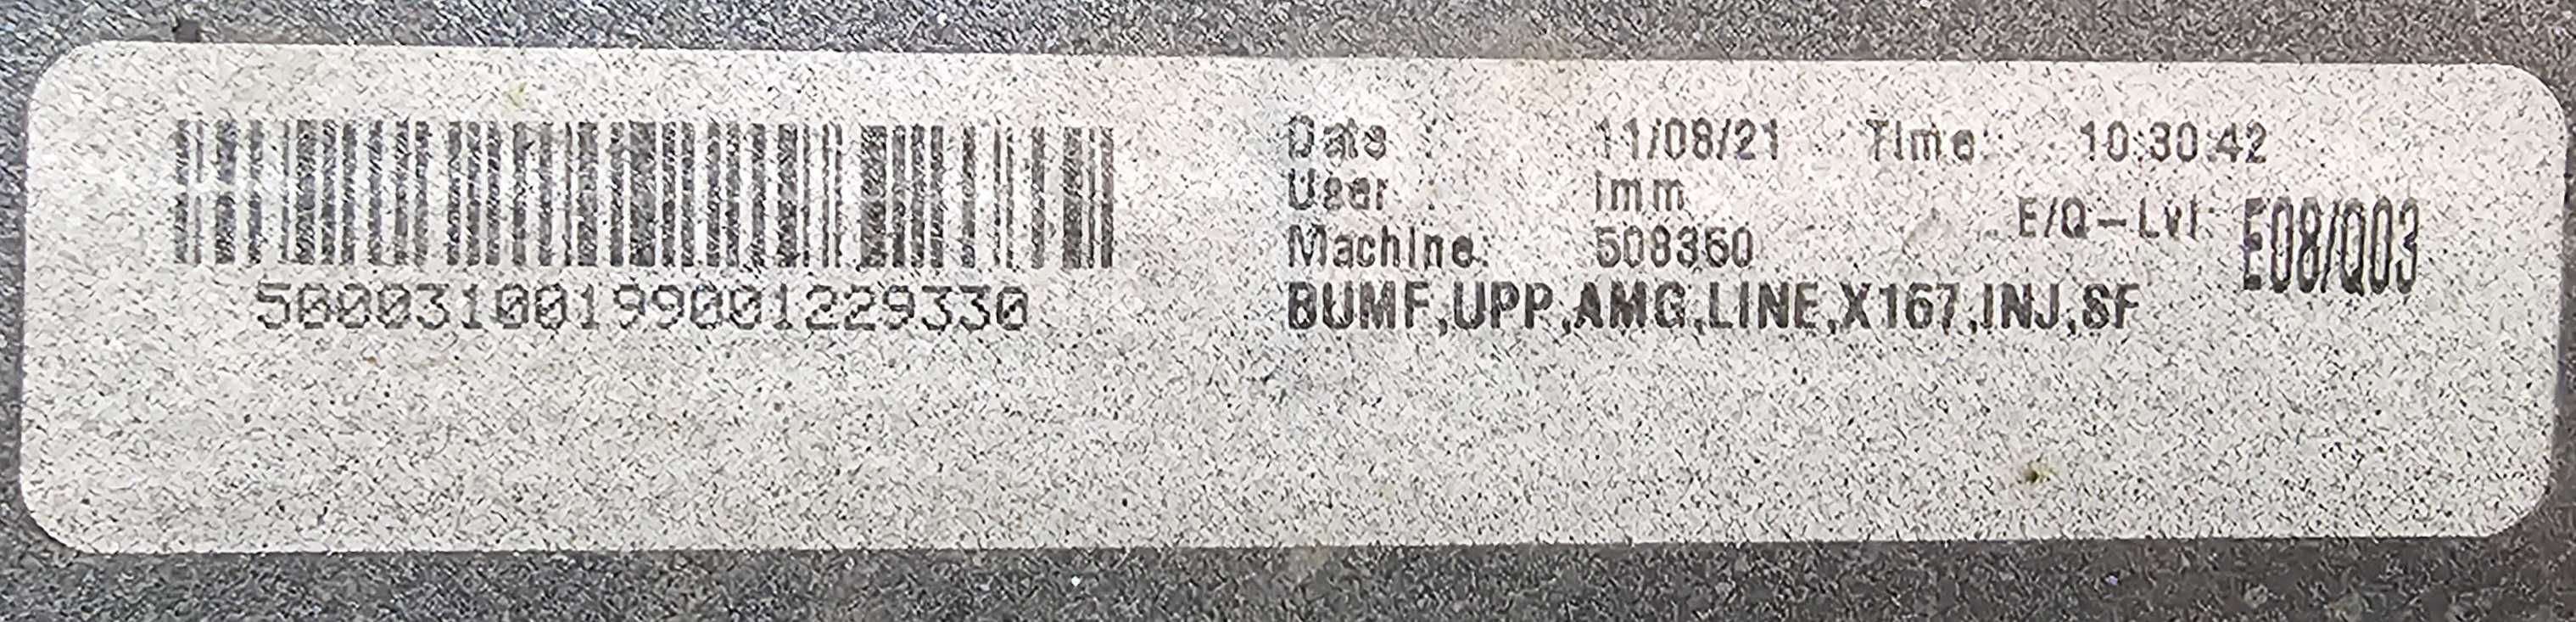 Date : 11/08/21 Time: 10:30:42
User : imm
Machine: 508350
E/Q-Lvl: E08/Q03
50003100199001229330
BUMF,UPP,AMG,LINE,X167,INJ,SF